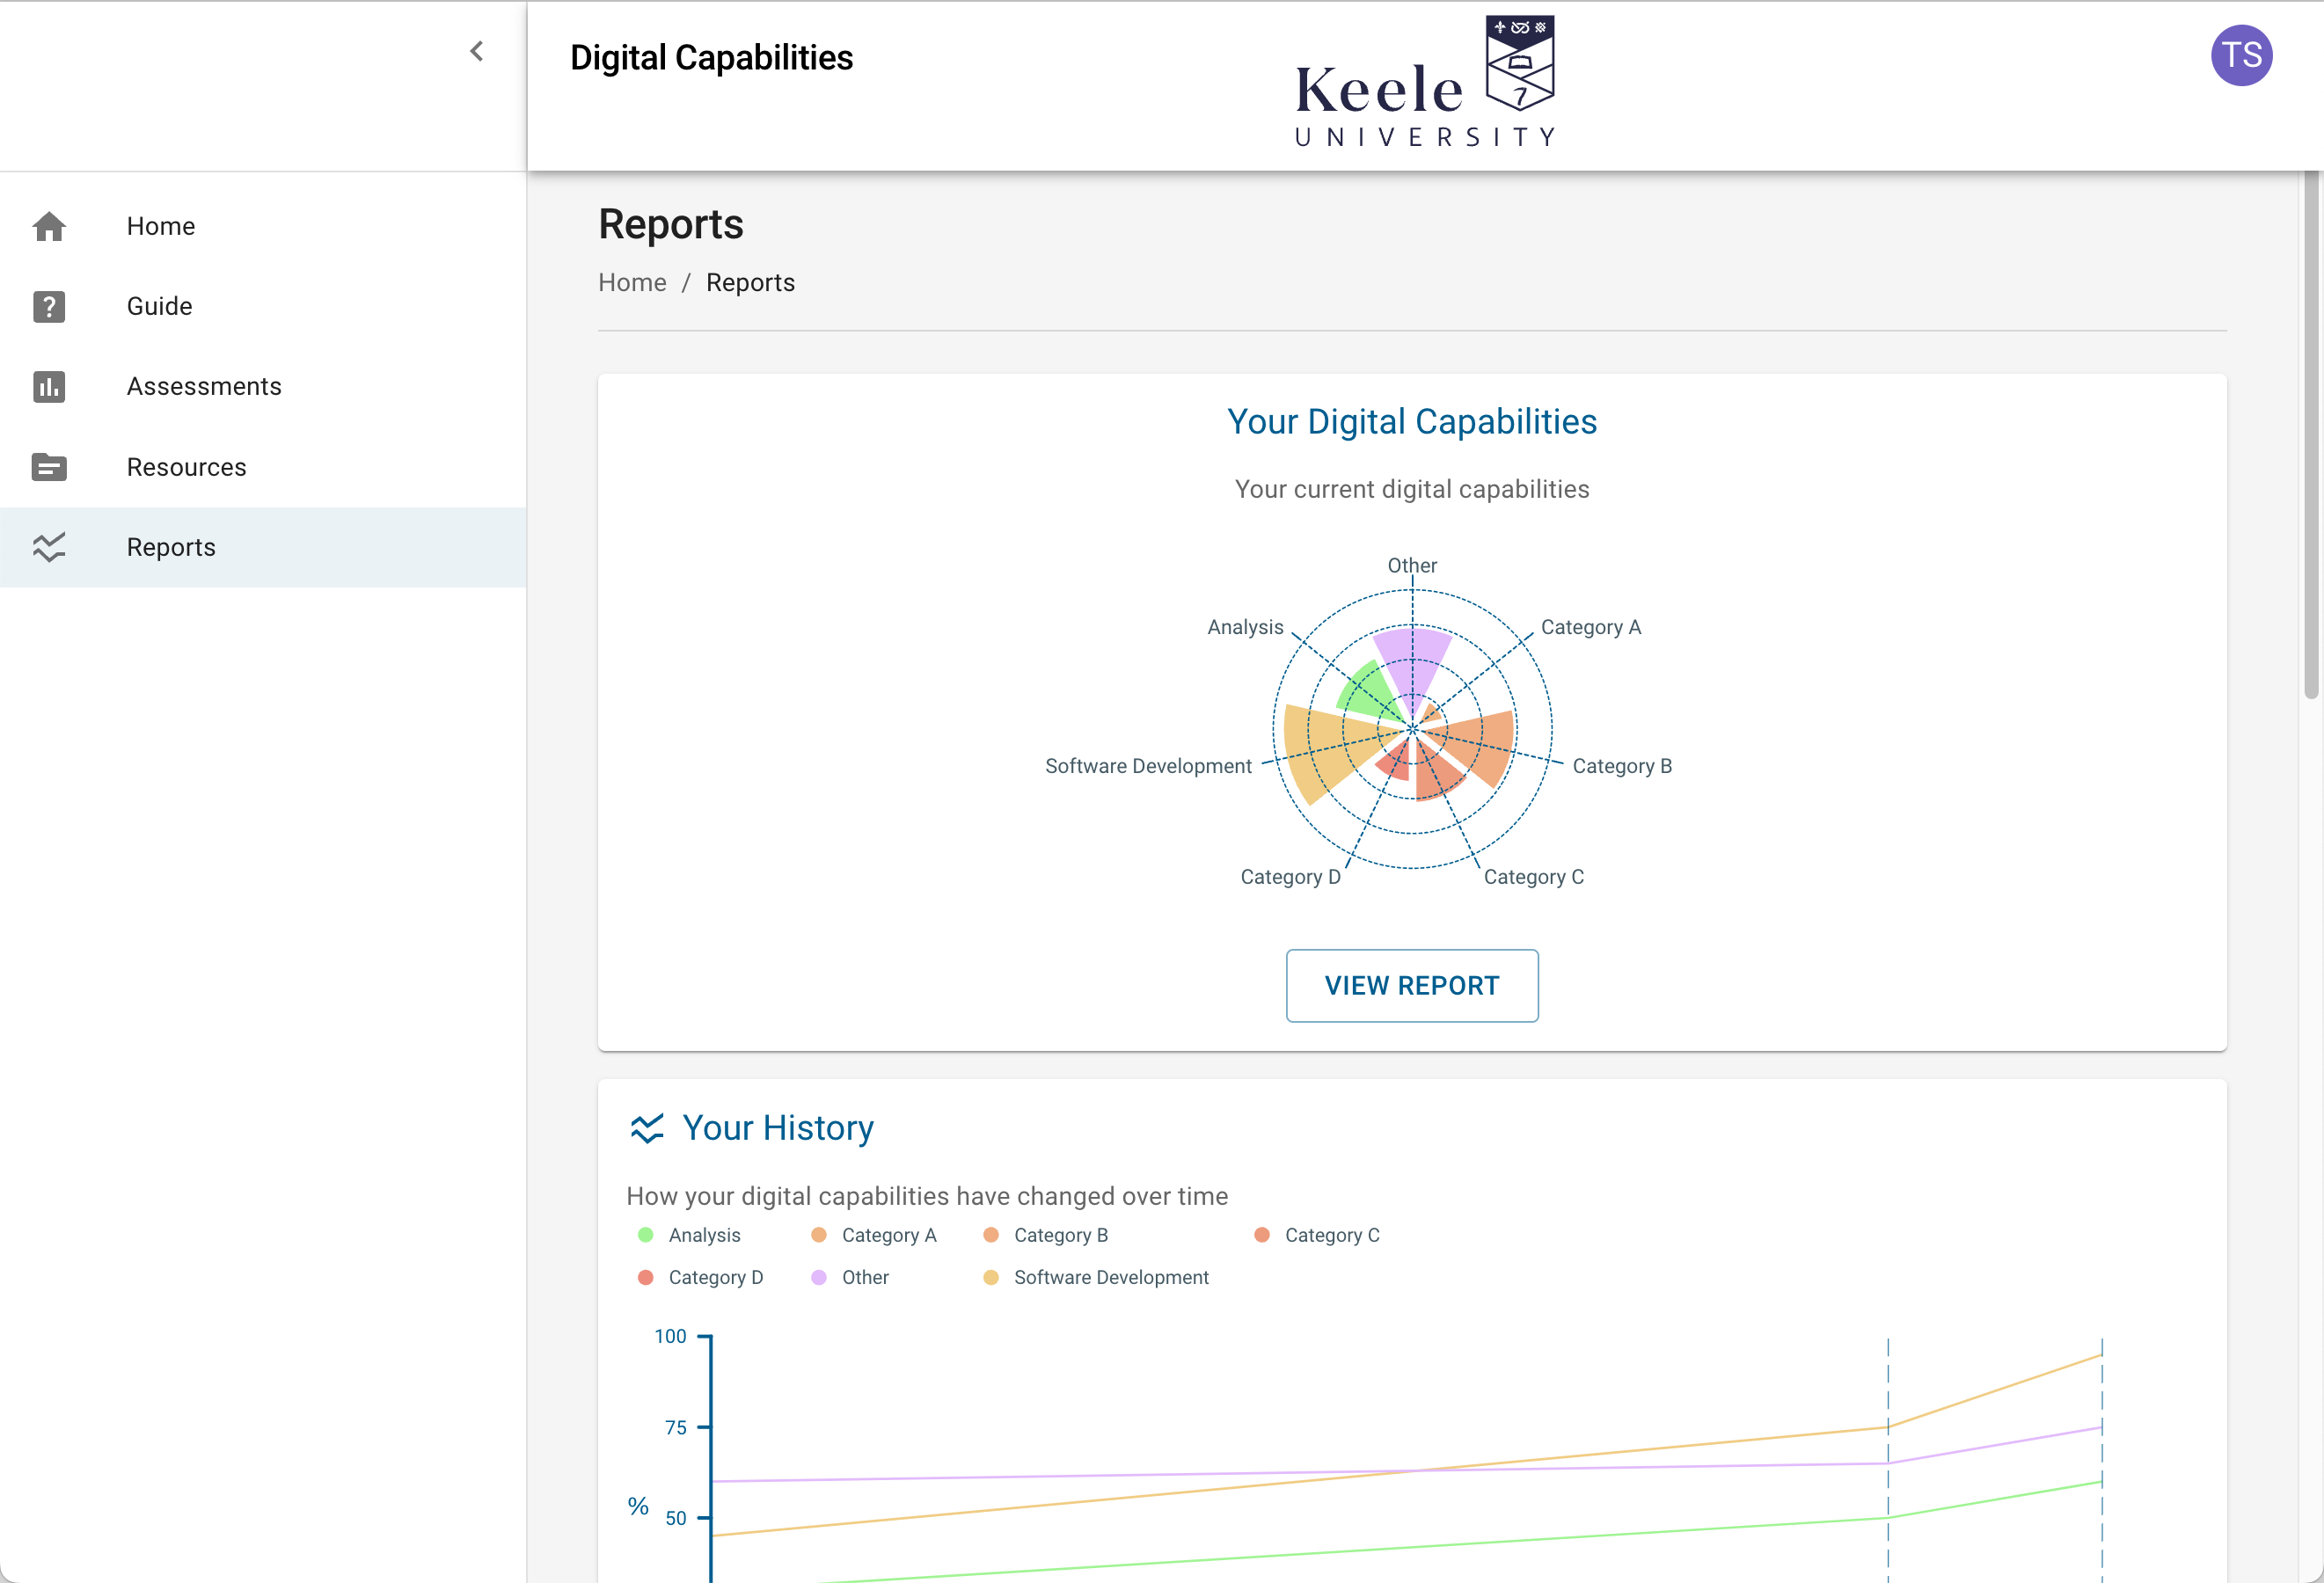 Digital Capabilities
Keele
UNIVERSITY
TS
Home
Guide
Assessments
Resources
Reports
Reports
Home / Reports
Your Digital Capabilities
Your current digital capabilities
Other
Analysis
Category A
Software Development
Category B
Category D
Category C
VIEW REPORT
Your History
How your digital capabilities have changed over time
Analysis Category A Category B Category C
Category D Other Software Development
100
75
%
50